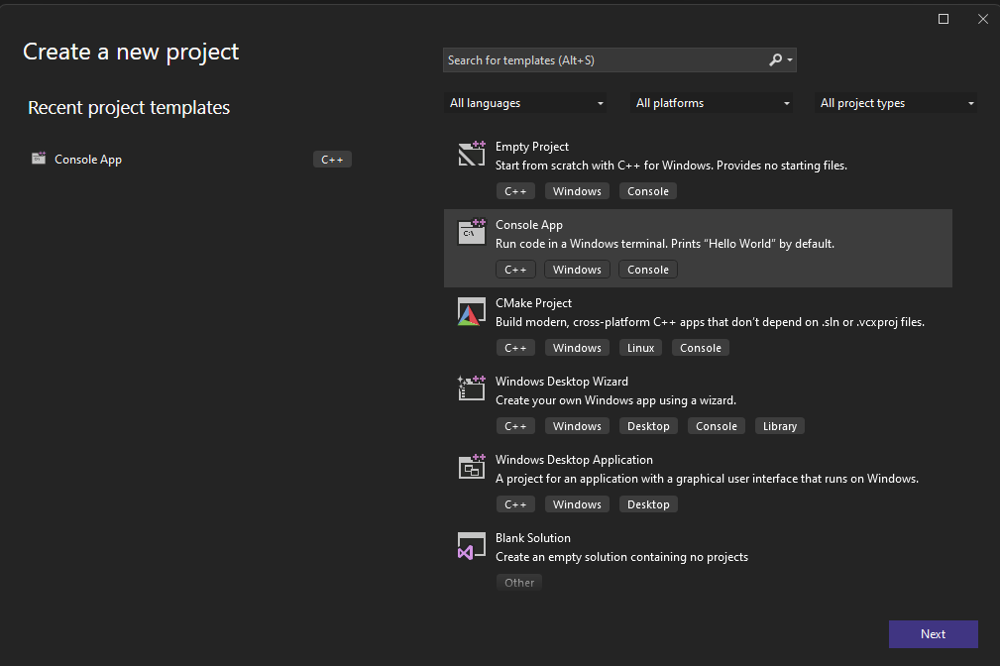 Create a new project
Recent project templates
Console App C++
Search for templates (Alt+S)
All languages All platforms All project types
Empty Project
Start from scratch with C++ for Windows. Provides no starting files.
C++ Windows Console
Console App
Run code in a Windows terminal. Prints "Hello World" by default.
C++ Windows Console
CMake Project
Build modern, cross-platform C++ apps that don't depend on .sln or .vcxproj files.
C++ Windows Linux Console
Windows Desktop Wizard
Create your own Windows app using a wizard.
C++ Windows Desktop Console Library
Windows Desktop Application
A project for an application with a graphical user interface that runs on Windows.
C++ Windows Desktop
Blank Solution
Create an empty solution containing no projects
Other
Next